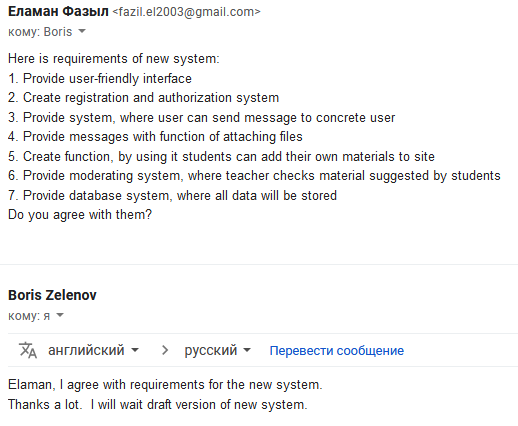 Еламан Фазыл <fazil.el2003@gmail.com>
кому: Boris
Here is requirements of new system:
1. Provide user-friendly interface
2. Create registration and authorization system
3. Provide system, where user can send message to concrete user
4. Provide messages with function of attaching files
5. Create function, by using it students can add their own materials to site
6. Provide moderating system, where teacher checks material suggested by students
7. Provide database system, where all data will be stored
Do you agree with them?
Boris Zelenov
кому: я
английский > русский Перевести сообщение
Elaman, I agree with requirements for the new system.
Thanks a lot.  I will wait draft version of new system.